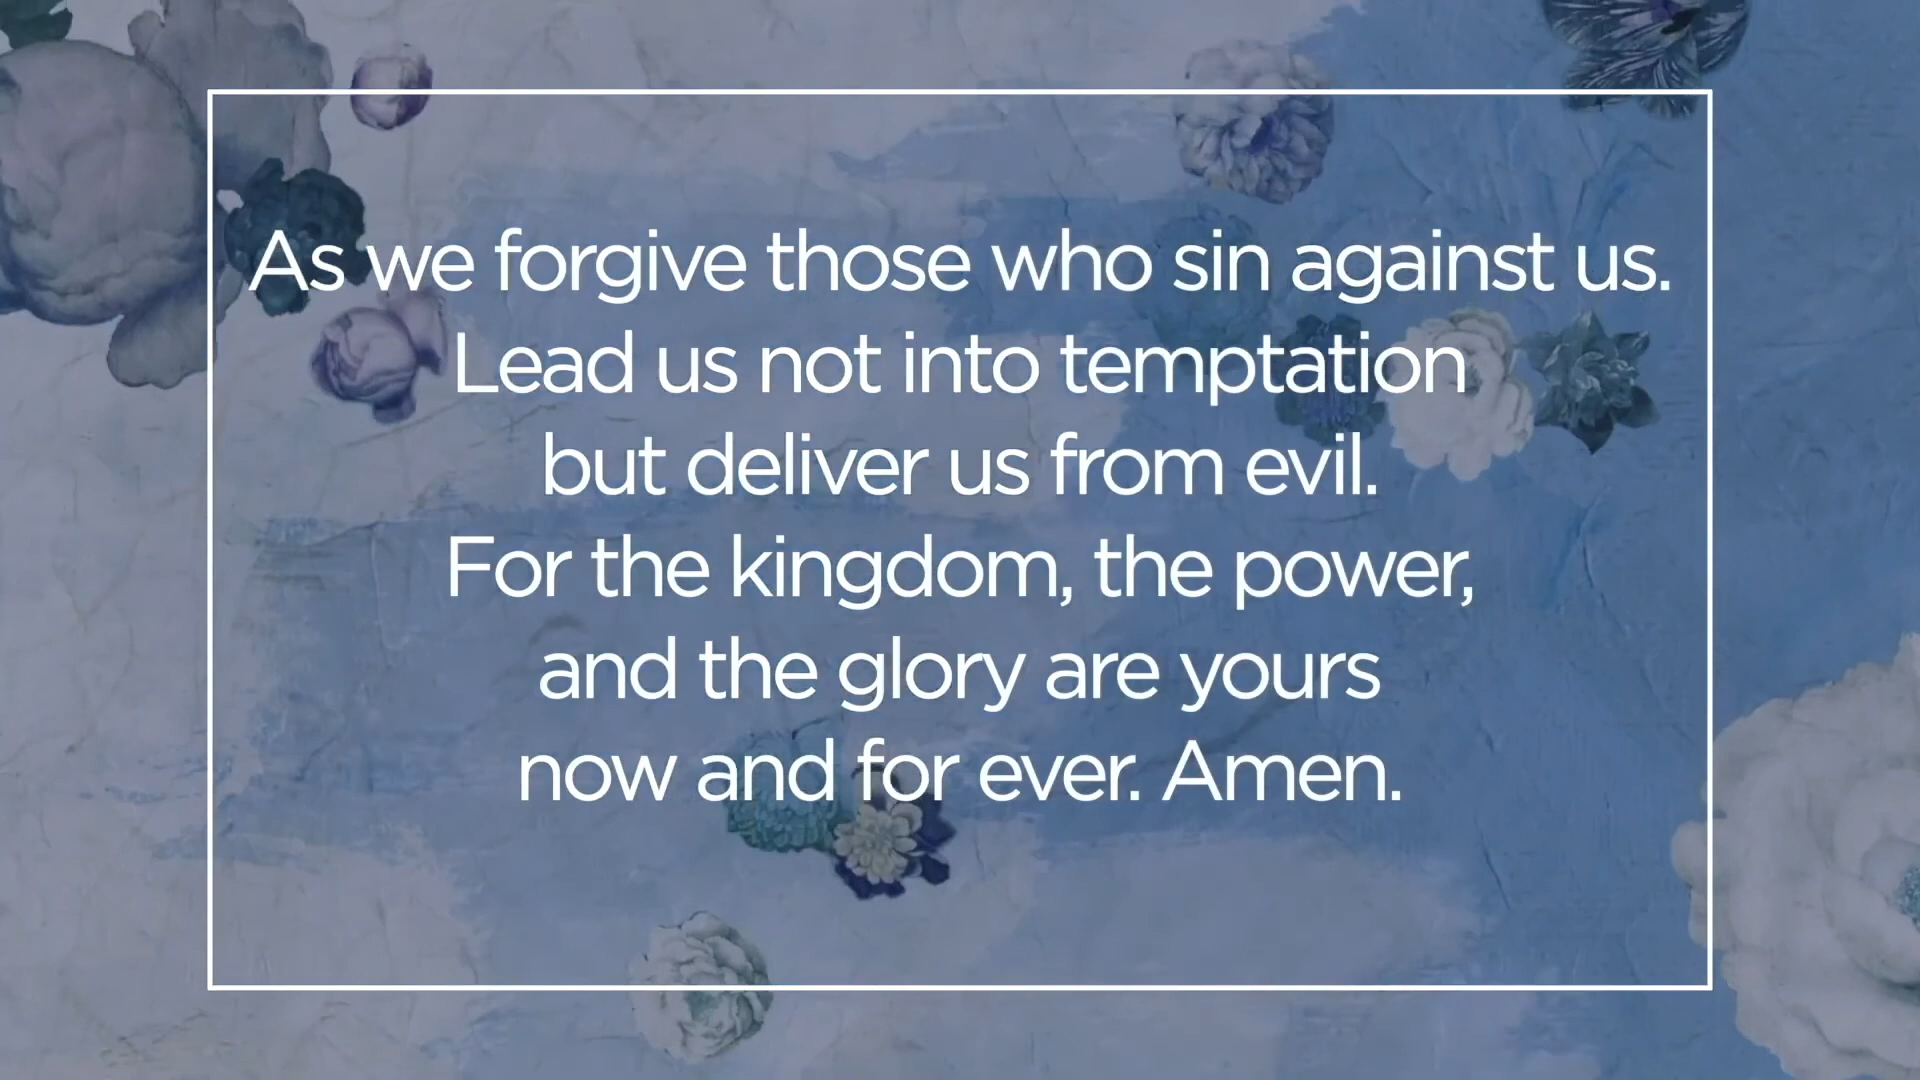 As we forgive those who sin against us.
Lead us not into temptation
but deliver us from evil.
For the kingdom, the power,
and the glory are yours
now and for ever. Amen.